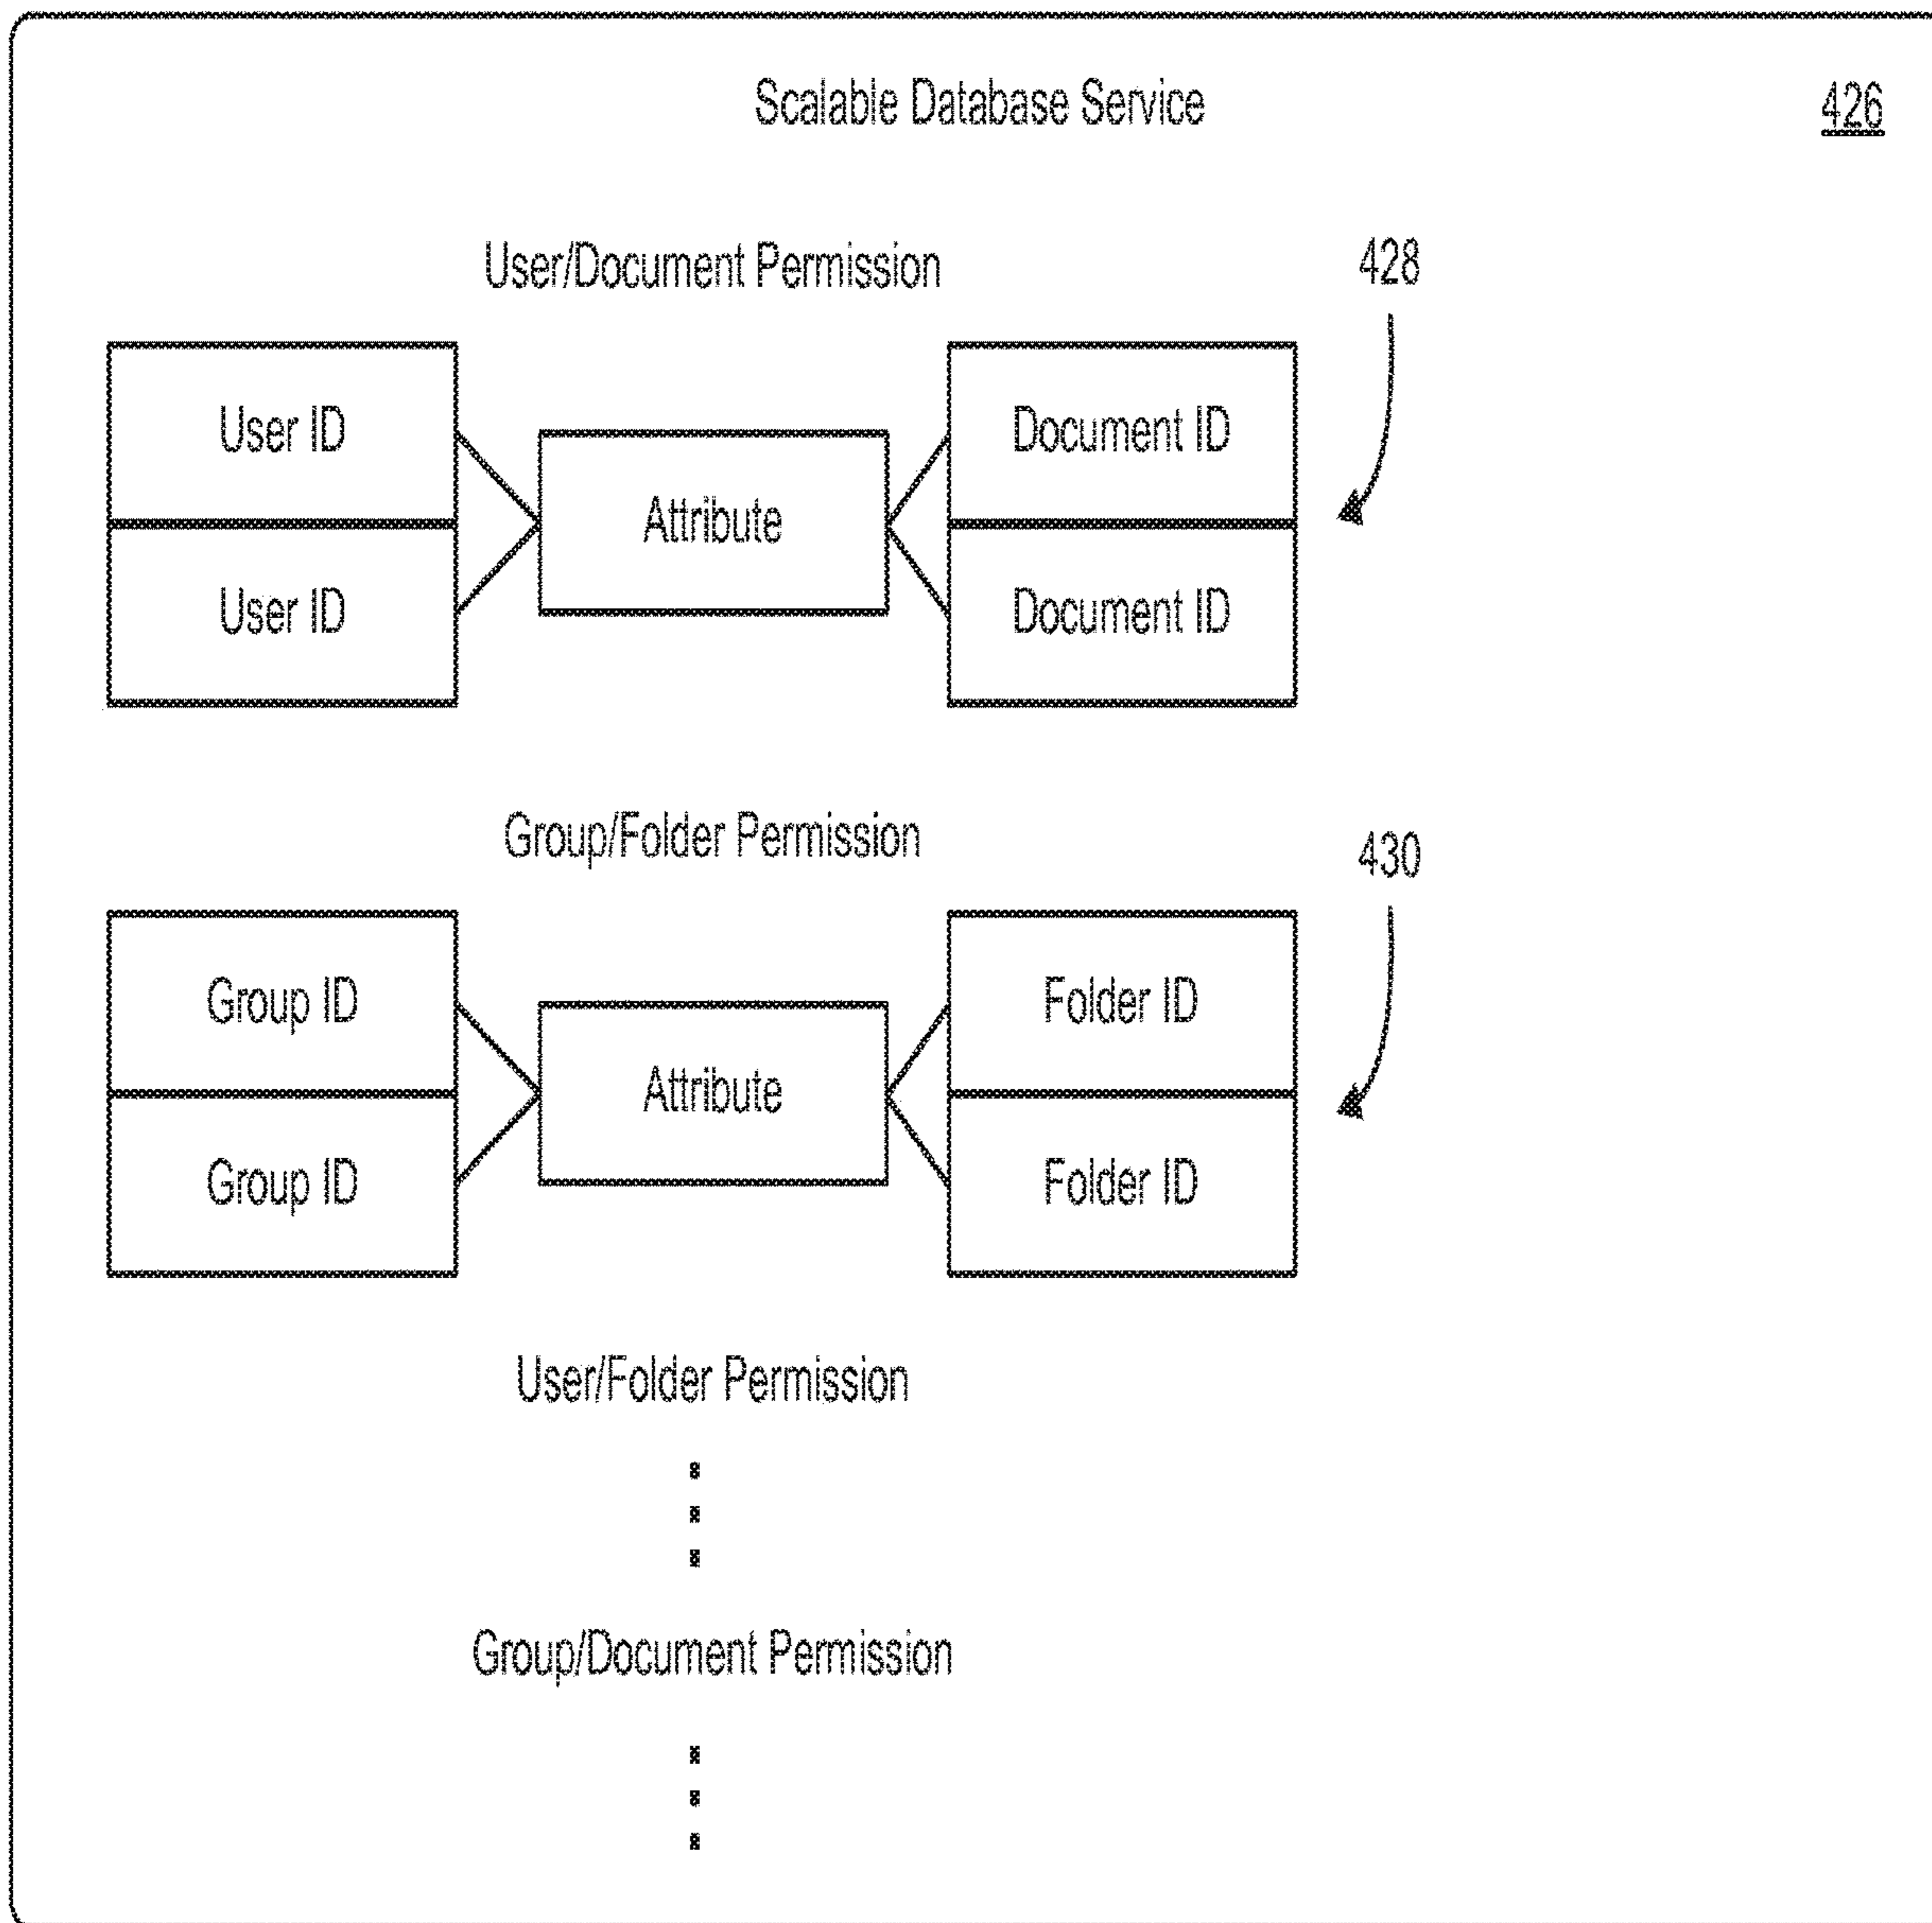 Scalable Database Service 426
User/Document Permission 428
User ID
Document ID
Attribute
User ID
Document ID
Group/Folder Permission 430
Group ID
Folder ID
Attribute
Group ID
Folder ID
User/Folder Permission
Group/Document Permission